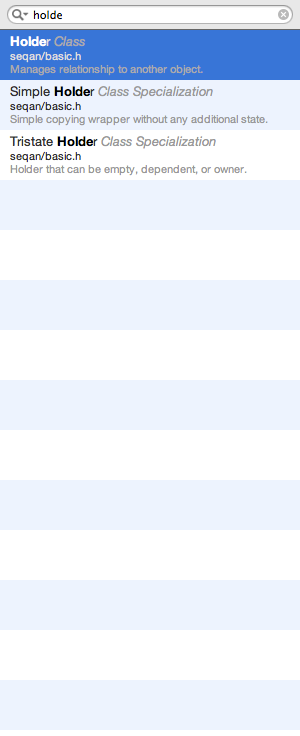 holde
Holder Class
seqan/basic.h
Manages relationship to another object.
Simple Holder Class Specialization
seqan/basic.h
Simple copying wrapper without any additional state.
Tristate Holder Class Specialization
seqan/basic.h
Holder that can be empty, dependent, or owner.